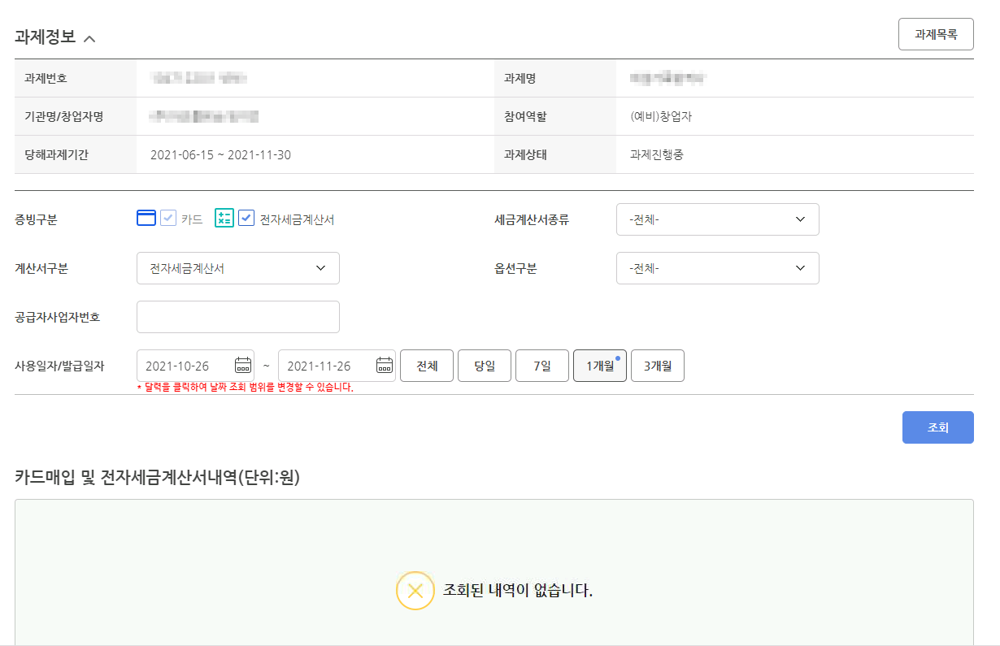 과제정보
과제목록
과제번호 과제명
기관명/창업자명 참여역할 (예비)창업자
당해과제기간 2021-06-15 ~ 2021-11-30 과제상태 과제진행중
증빙구분 카드 전자세금계산서 세금계산서종류 -전체-
계산서구분 전자세금계산서 옵션구분 -전체-
공급자사업자번호
사용일자/발급일자 2021-10-26 ~ 2021-11-26 전체 당일 7일 1개월 3개월
* 달력을 클릭하여 날짜 조회 범위를 변경할 수 있습니다.
조회
카드매입 및 전자세금계산서내역(단위:원)
조회된 내역이 없습니다.